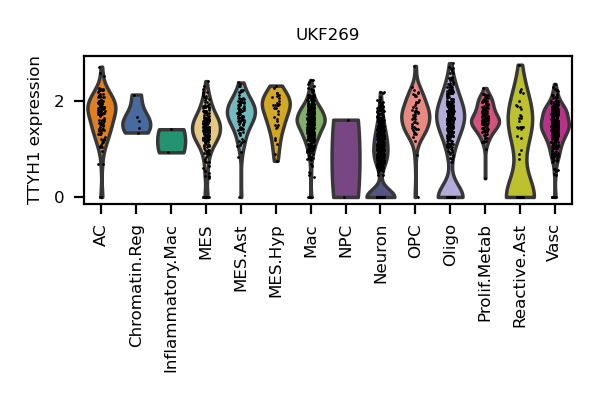 UKF269
TTYH1 expression
2
0
AC
Chromatin.Reg
Inflammatory.Mac
MES
MES.Ast
MES.Hyp
Mac
NPC
Neuron
OPC
Oligo
Prolif.Metab
Reactive.Ast
Vasc